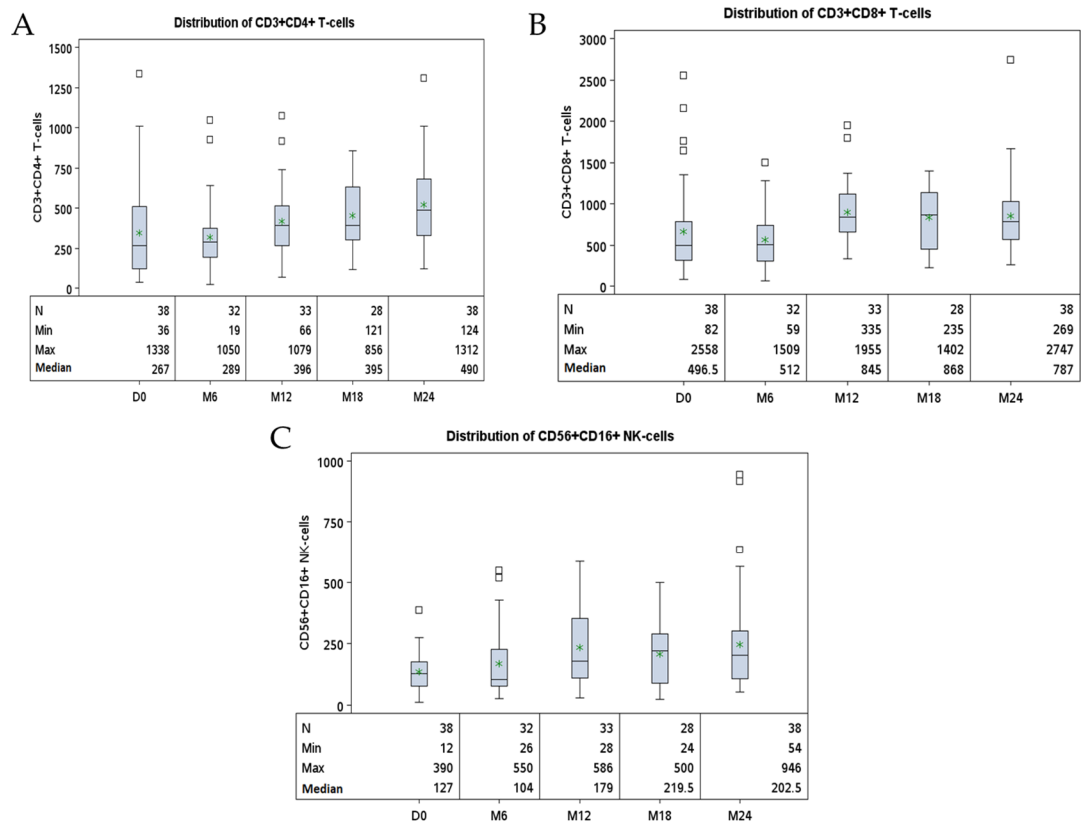 A
Distribution of CD3+CD4+ T-cells
CD3+CD4+ T-cells
1500
1250
1000
750
500
250
0
N 38 32 33 28 38
Min 36 19 66 121 124
Max 1338 1050 1079 856 1312
Median 267 289 396 395 490
D0 M6 M12 M18 M24
B
Distribution of CD3+CD8+ T-cells
CD3+CD8+ T-cells
3000
2500
2000
1500
1000
500
0
N 38 32 33 28 38
Min 82 59 335 235 269
Max 2558 1509 1955 1402 2747
Median 496.5 512 845 868 787
D0 M6 M12 M18 M24
C
Distribution of CD56+CD16+ NK-cells
CD56+CD16+ NK-cells
1000
750
500
250
0
N 38 32 33 28 38
Min 12 26 28 24 54
Max 390 550 586 500 946
Median 127 104 179 219.5 202.5
D0 M6 M12 M18 M24